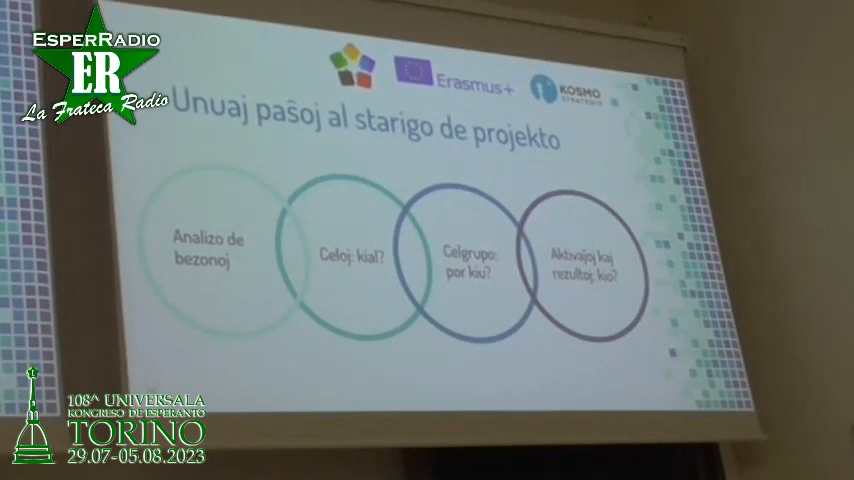 EsperRadio
ER
La Frateca Radio
Erasmus+
KOSMO
STRATEGIO
Unuaj paŝoj al starigo de projekto
Analizo de
bezonoj
Celoj: kial?
Celgrupo:
por kiu?
Aktivaĵoj kaj
rezultoj: kio?
108^ UNIVERSALA
KONGRESO DE ESPERANTO
TORINO
29.07-05.08.2023